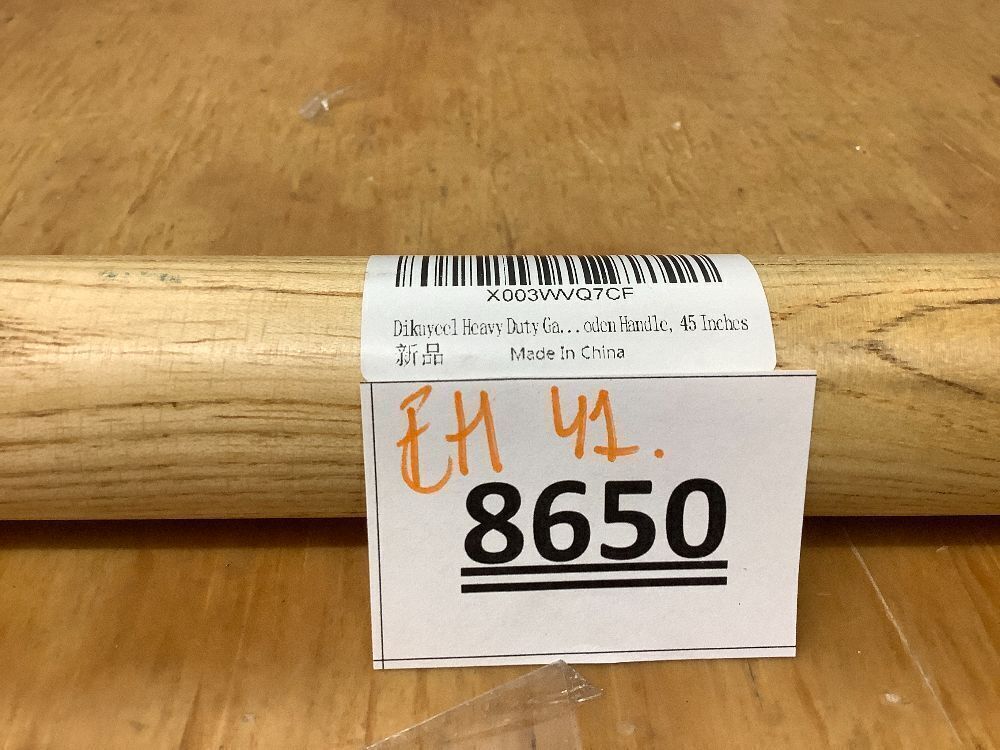 X003WVQ7CF
Dikuyeel Heavy Duty Ga...oden Handle, 45 Inches
新品 Made In China
EH 41.
8650